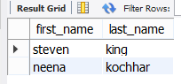 Result Grid Filter Rows:
first_name last_name
steven king
neena kochhar